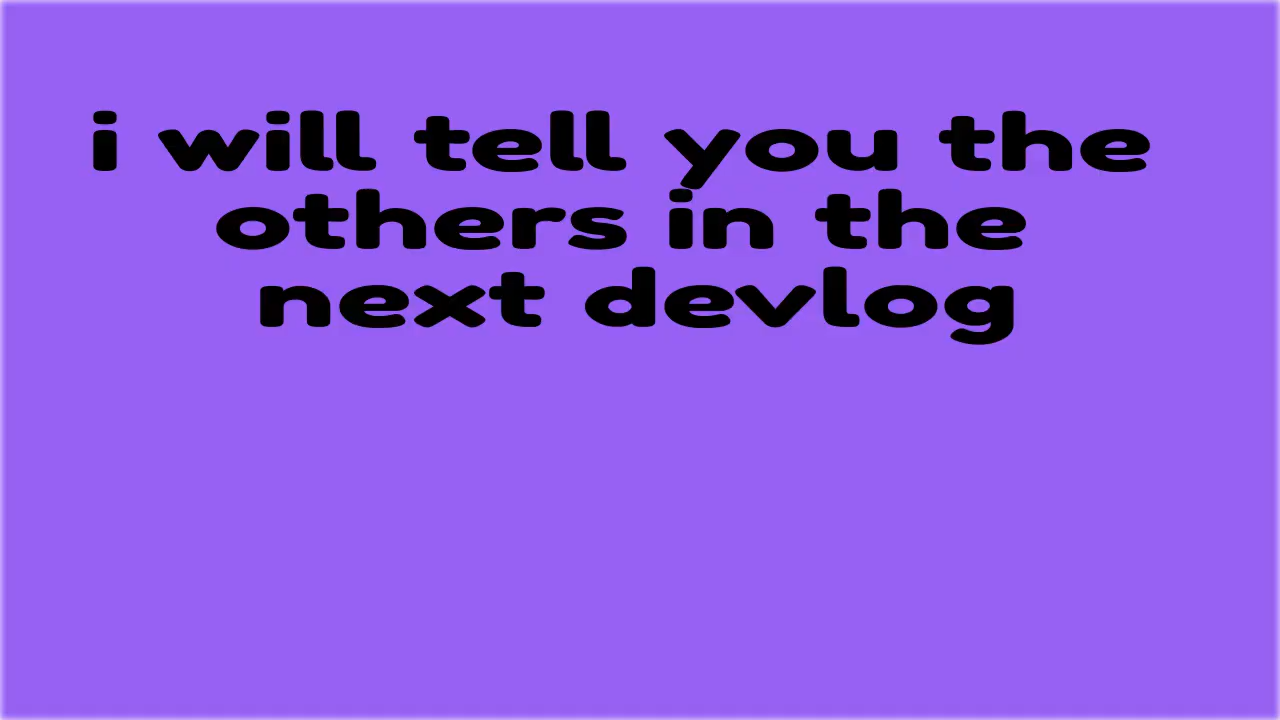 i will tell you the
others in the
next devlog